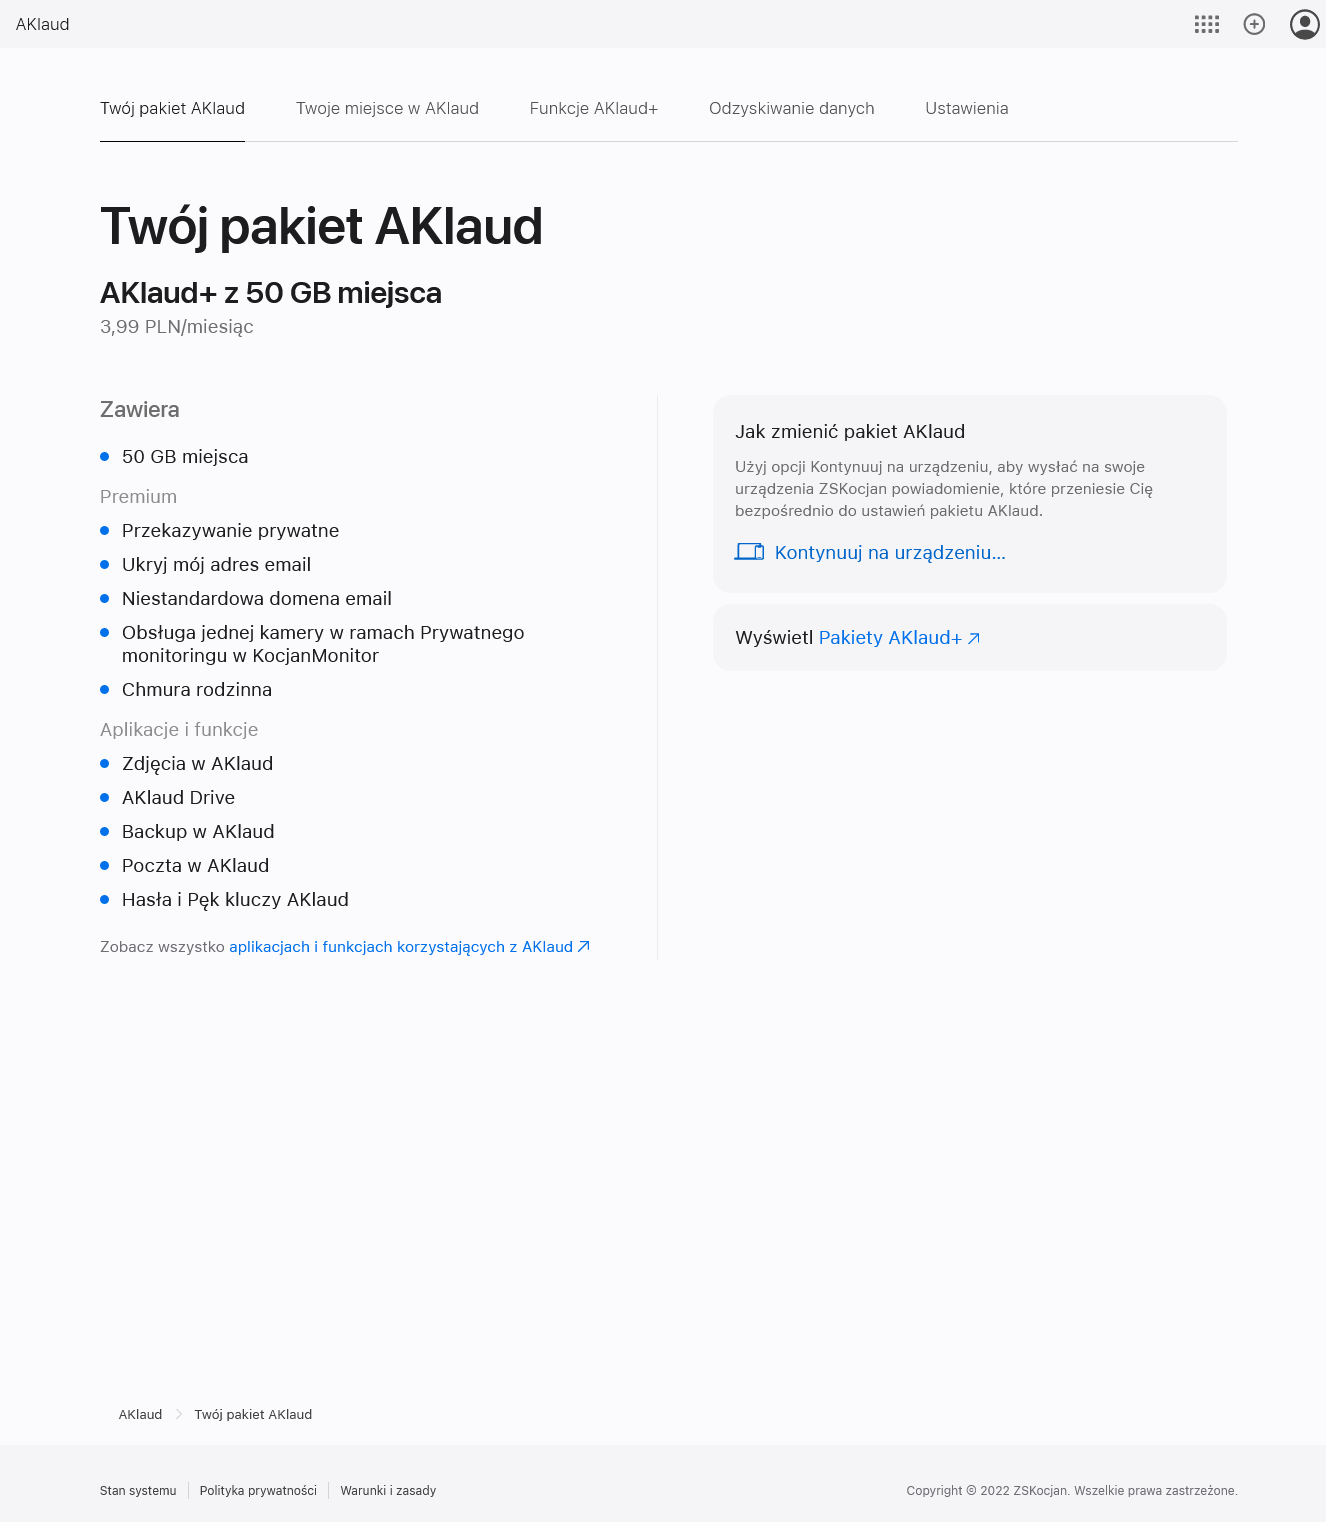 AKlaud
Twój pakiet AKlaud
Twoje miejsce w AKlaud
Funkcje AKlaud+
Odzyskiwanie danych
Ustawienia
Twój pakiet AKlaud
AKlaud+ z 50 GB miejsca
3,99 PLN/miesiąc
Zawiera
50 GB miejsca
Premium
Przekazywanie prywatne
Ukryj mój adres email
Niestandardowa domena email
Obsługa jednej kamery w ramach Prywatnego
monitoringu w KocjanMonitor
Chmura rodzinna
Aplikacje i funkcje
Zdjęcia w AKlaud
AKlaud Drive
Backup w AKlaud
Poczta w AKlaud
Hasła i Pęk kluczy AKlaud
Zobacz wszystko aplikacjach i funkcjach korzystających z AKlaud
Jak zmienić pakiet AKlaud
Użyj opcji Kontynuuj na urządzeniu, aby wysłać na swoje
urządzenia ZSKocjan powiadomienie, które przeniesie Cię
bezpośrednio do ustawień pakietu AKlaud.
Kontynuuj na urządzeniu...
Wyświetl Pakiety AKlaud+
AKlaud
Twój pakiet AKlaud
Stan systemu
Polityka prywatności
Warunki i zasady
Copyright © 2022 ZSKocjan. Wszelkie prawa zastrzeżone.